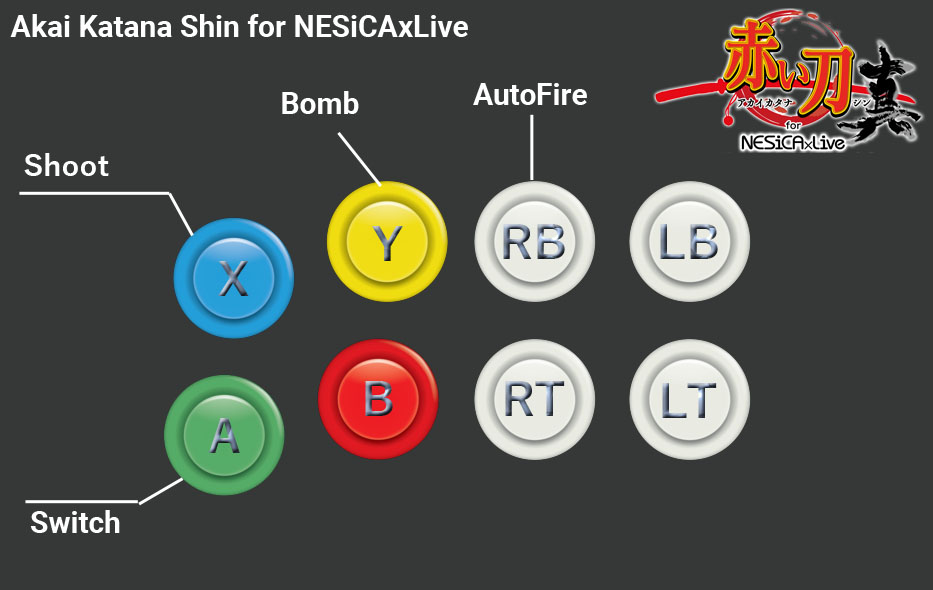 Akai Katana Shin for NESiCAxLive
赤い刀 真
アカイカタナ シン
for
NESiCAxLive
Bomb
AutoFire
Shoot
X
Y
RB
LB
A
B
RT
LT
Switch